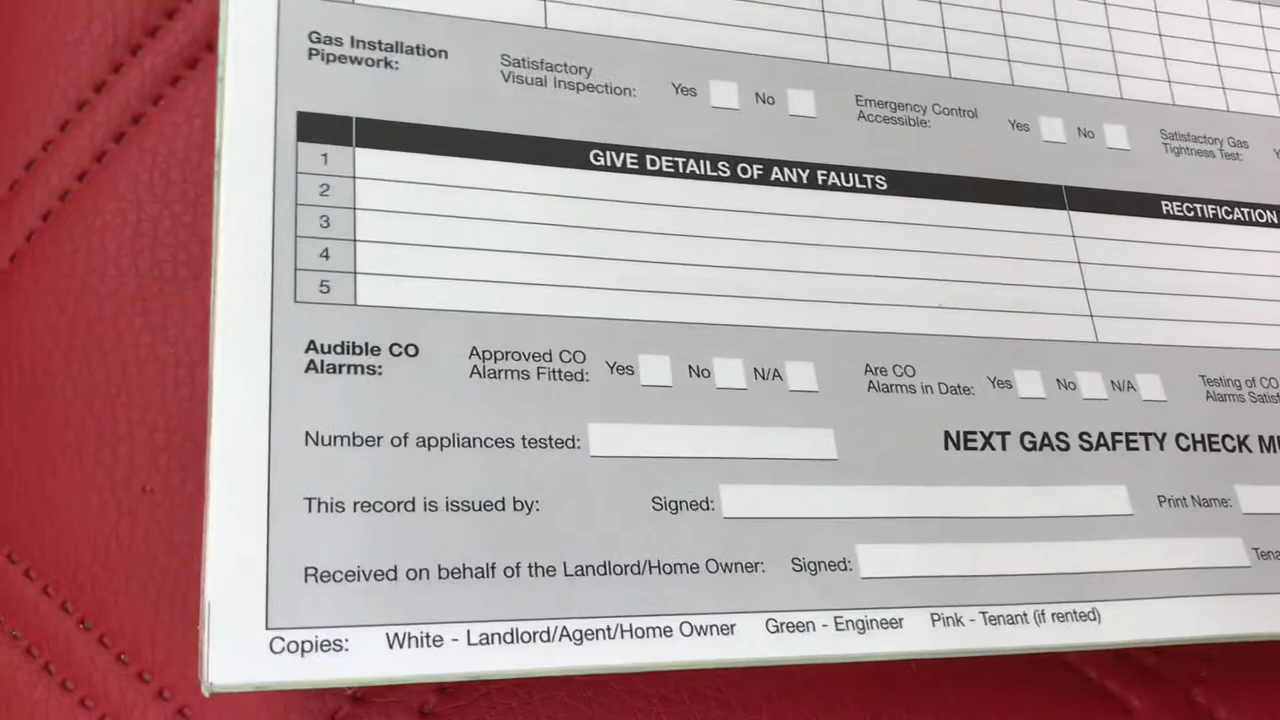 Gas Installation
Pipework:
Satisfactory
Visual Inspection:
Yes
No
Emergency Control
Accessible:
Yes
No
Satisfactory Gas
Tightness Test:
GIVE DETAILS OF ANY FAULTS
RECTIFICATION
1
2
3
4
5
Audible CO
Alarms:
Approved CO
Alarms Fitted:
Yes
No
N/A
Are CO
Alarms in Date:
Yes
No
N/A
Testing of CO
Alarms
Number of appliances tested:
NEXT GAS SAFETY CHECK
This record is issued by:
Signed:
Print Name:
Received on behalf of the Landlord/Home Owner:
Signed:
Copies: White - Landlord/Agent/Home Owner Green - Engineer Pink - Tenant (if rented)